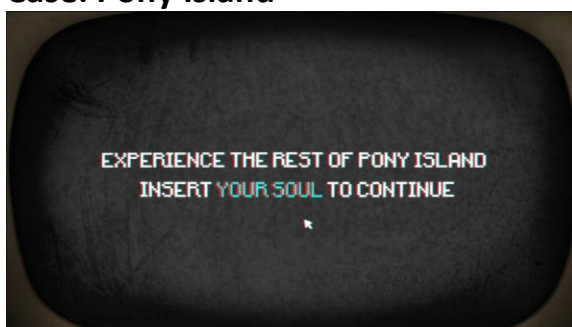 Case: Pony Island
EXPERIENCE THE REST OF PONY ISLAND
INSERT YOUR SOUL TO CONTINUE